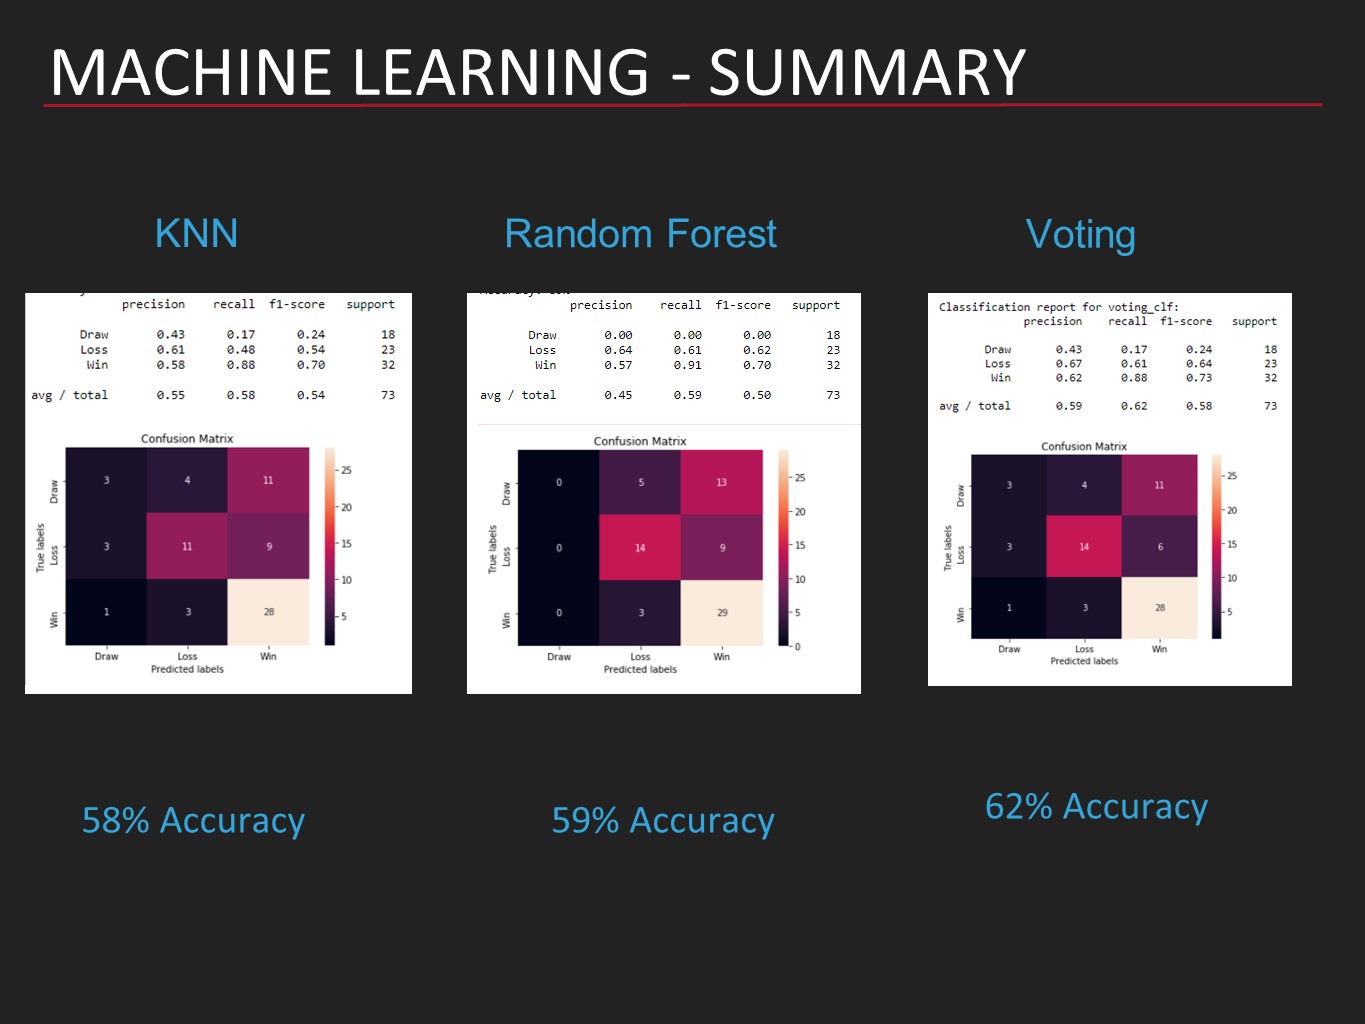 MACHINE LEARNING - SUMMARY
KNN
precision recall f1-score support
Draw 0.43 0.17 0.24 18
Loss 0.61 0.48 0.54 23
Win 0.58 0.88 0.70 32
avg / total 0.55 0.58 0.54 73
Confusion Matrix
True labels
Draw 3 4 11
Loss 3 11 9
Win 1 3 28
Draw Loss Win
Predicted labels
25
20
15
10
5
58% Accuracy
Random Forest
precision recall f1-score support
Draw 0.00 0.00 0.00 18
Loss 0.64 0.61 0.62 23
Win 0.57 0.91 0.70 32
avg / total 0.45 0.59 0.50 73
Confusion Matrix
True labels
Draw 0 5 13
Loss 0 14 9
Win 0 3 29
Draw Loss Win
Predicted labels
25
20
15
10
5
0
59% Accuracy
Voting
Classification report for voting_clf:
precision recall f1-score support
Draw 0.43 0.17 0.24 18
Loss 0.67 0.61 0.64 23
Win 0.62 0.88 0.73 32
avg / total 0.59 0.62 0.58 73
Confusion Matrix
True labels
Draw 3 4 11
Loss 3 14 6
Win 1 3 28
Draw Loss Win
Predicted labels
25
20
15
10
5
62% Accuracy